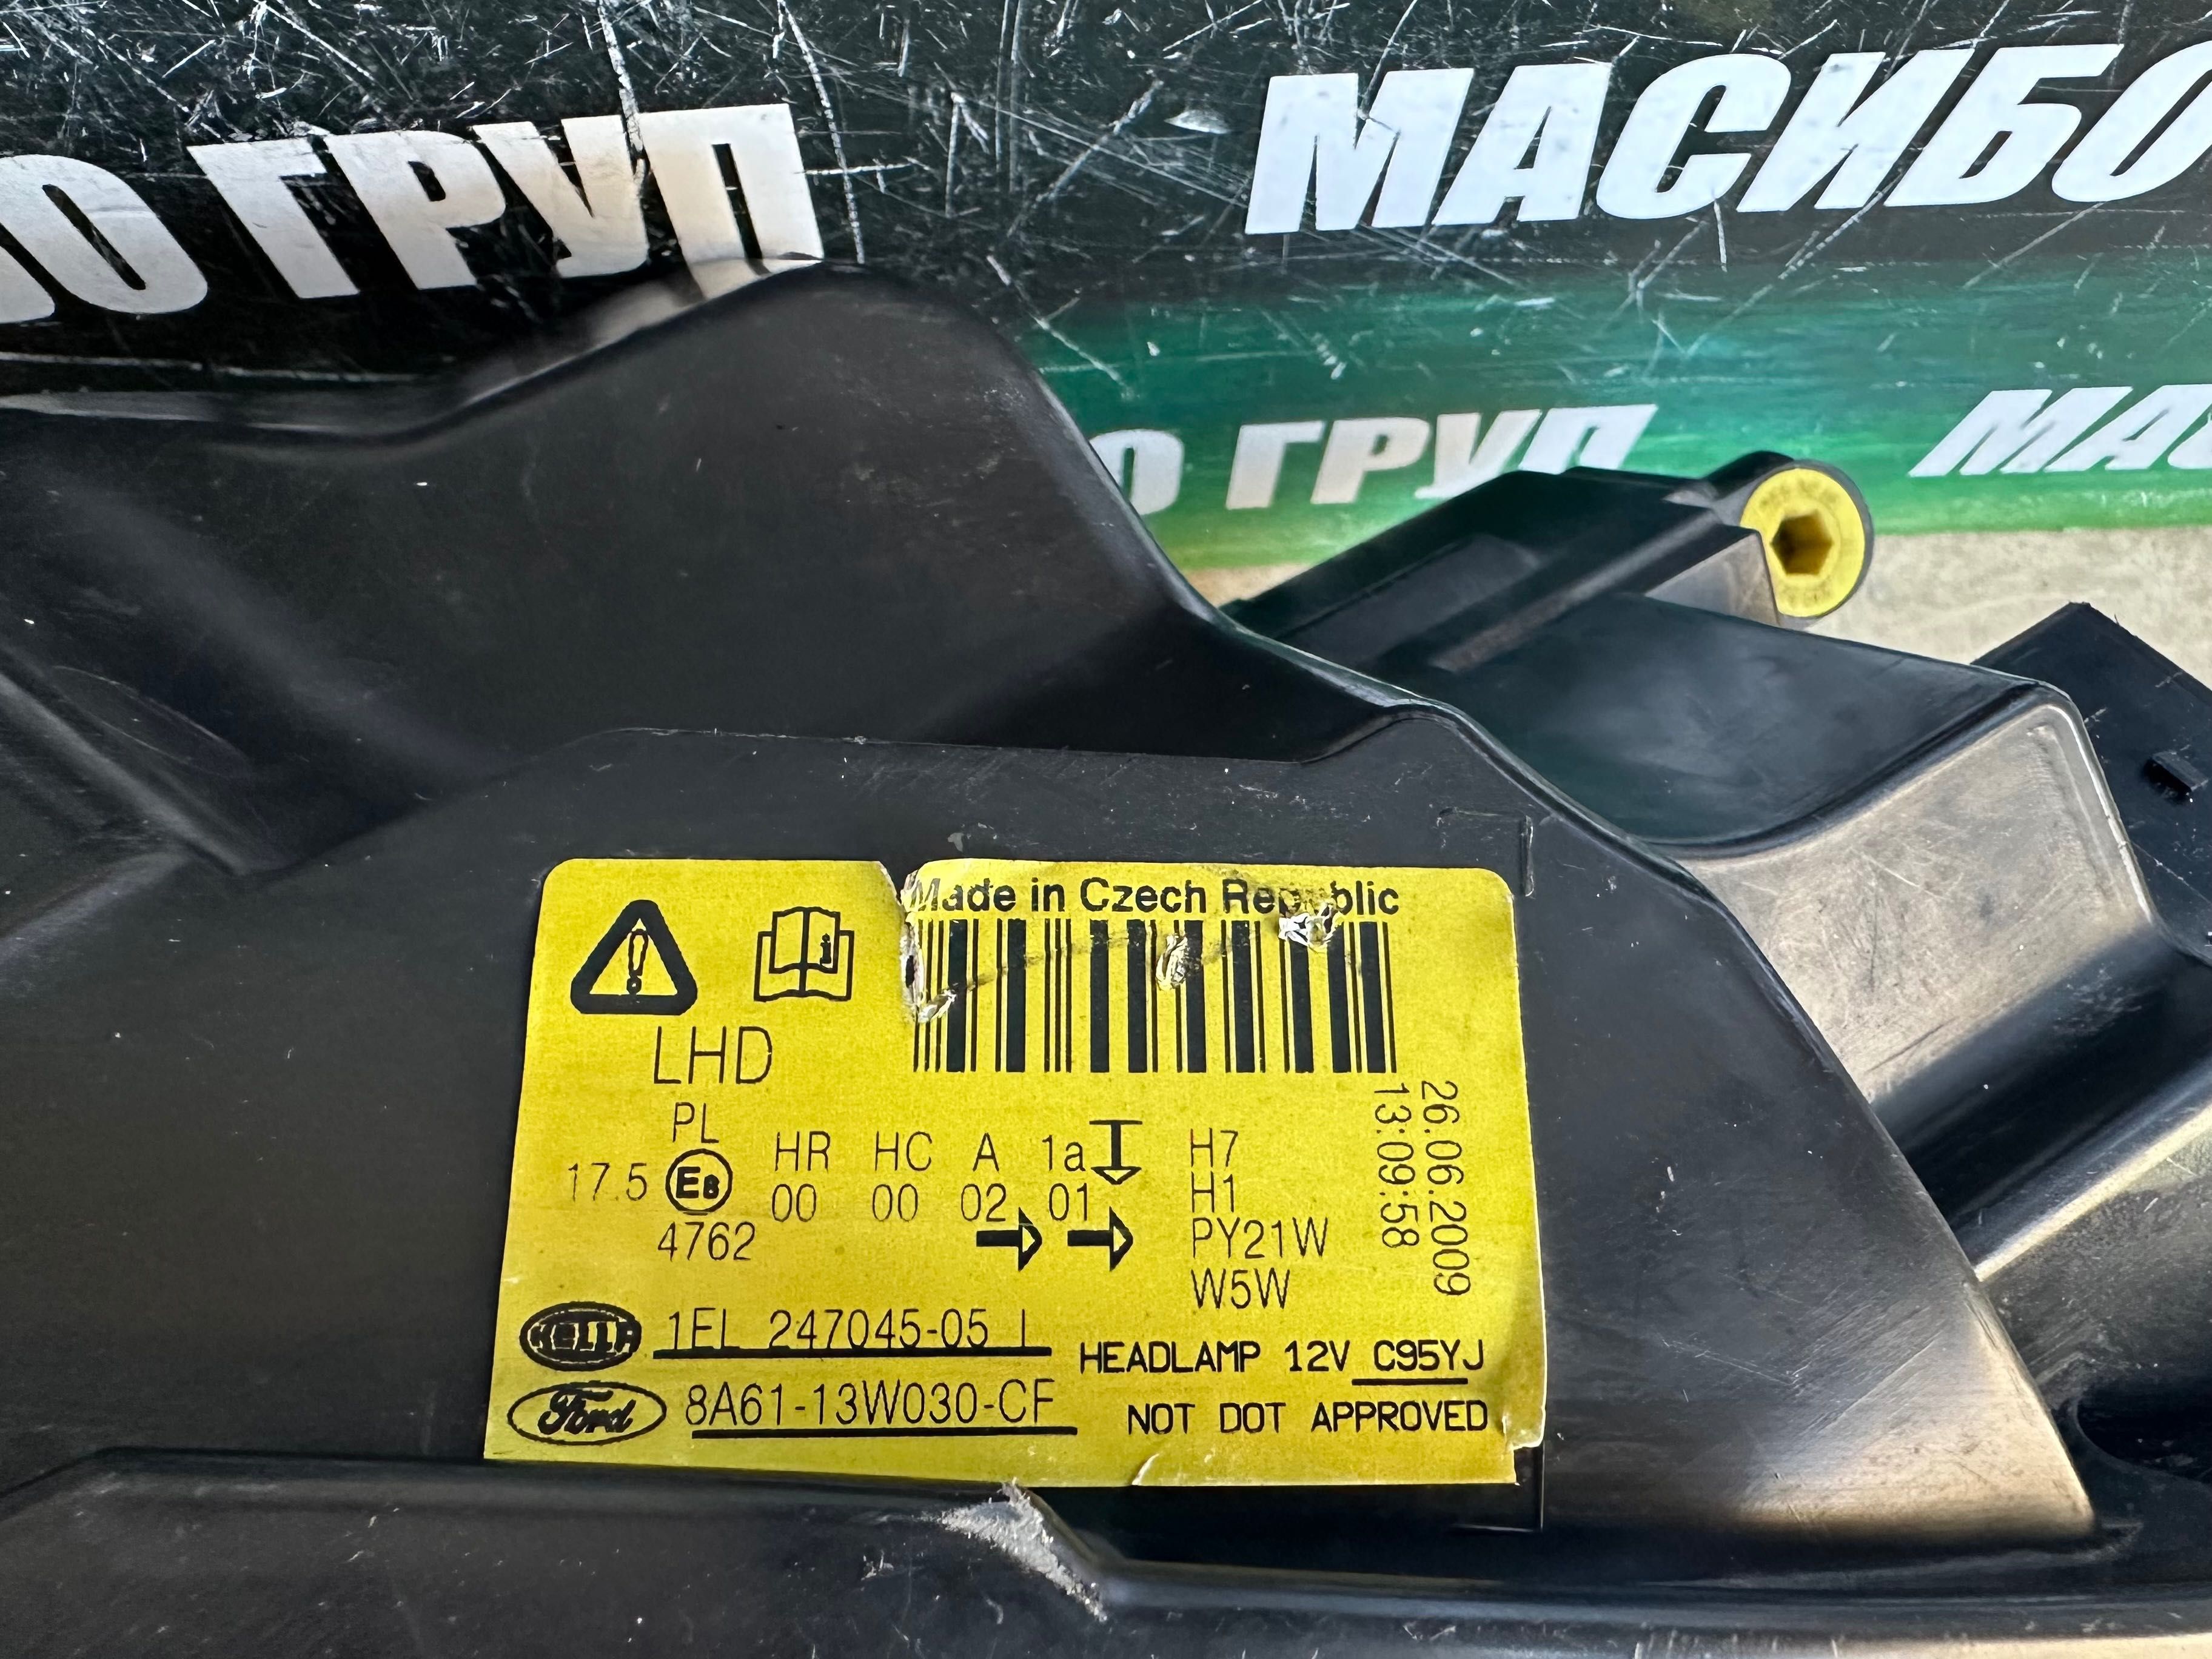 О ГРУП
МАСИБО
О ГРУП
МАС
Made in Czech Republic
LHD
26.06.2009
13:09:58
PL
17.5 E8
4762
HR HC A 1a
00 00 02 01
H7
H1
PY21W
W5W
HELLA 1EL 247045-05 L
HEADLAMP 12V C95YJ
Ford 8A61-13W030-CF
NOT DOT APPROVED